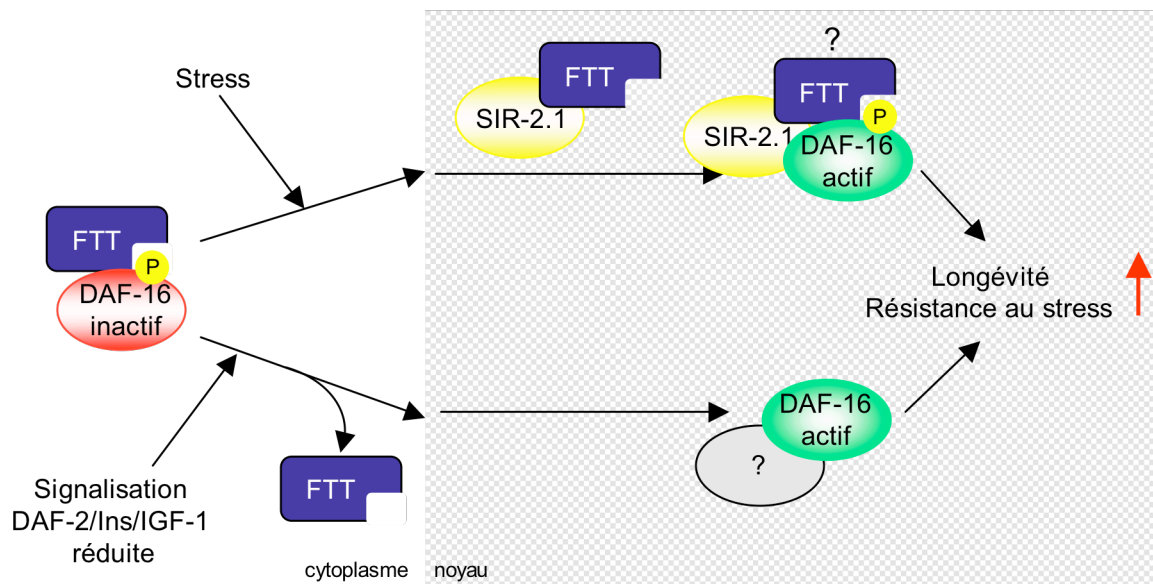 ?
Stress
FTT
SIR-2.1
FTT
SIR-2.1
P
DAF-16
actif
FTT
P
DAF-16
inactif
Longévité
Résistance au stress
DAF-16
actif
?
Signalisation
DAF-2/Ins/IGF-1
réduite
FTT
cytoplasme
noyau